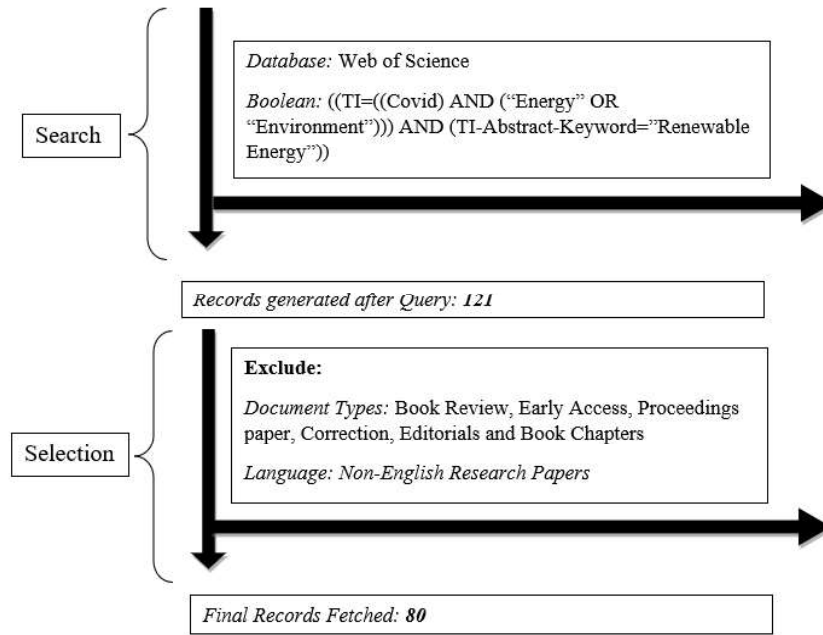 Search
Database: Web of Science
Boolean: ((TI=((Covid) AND (“Energy” OR
“Environment”))) AND (TI-Abstract-Keyword=”Renewable
Energy”))
Records generated after Query: 121
Selection
Exclude:
Document Types: Book Review, Early Access, Proceedings
paper, Correction, Editorials and Book Chapters
Language: Non-English Research Papers
Final Records Fetched: 80